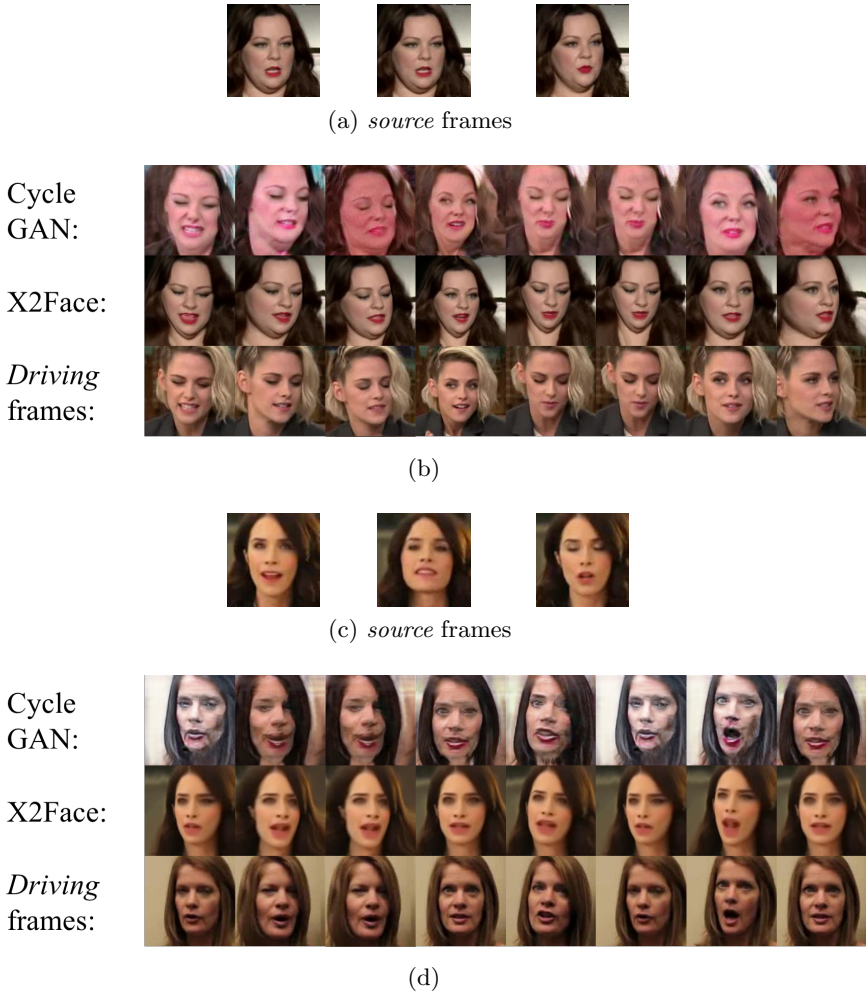 (a) source frames
Cycle
GAN:
X2Face:
Driving
frames:
(b)
(c) source frames
Cycle
GAN:
X2Face:
Driving
frames:
(d)